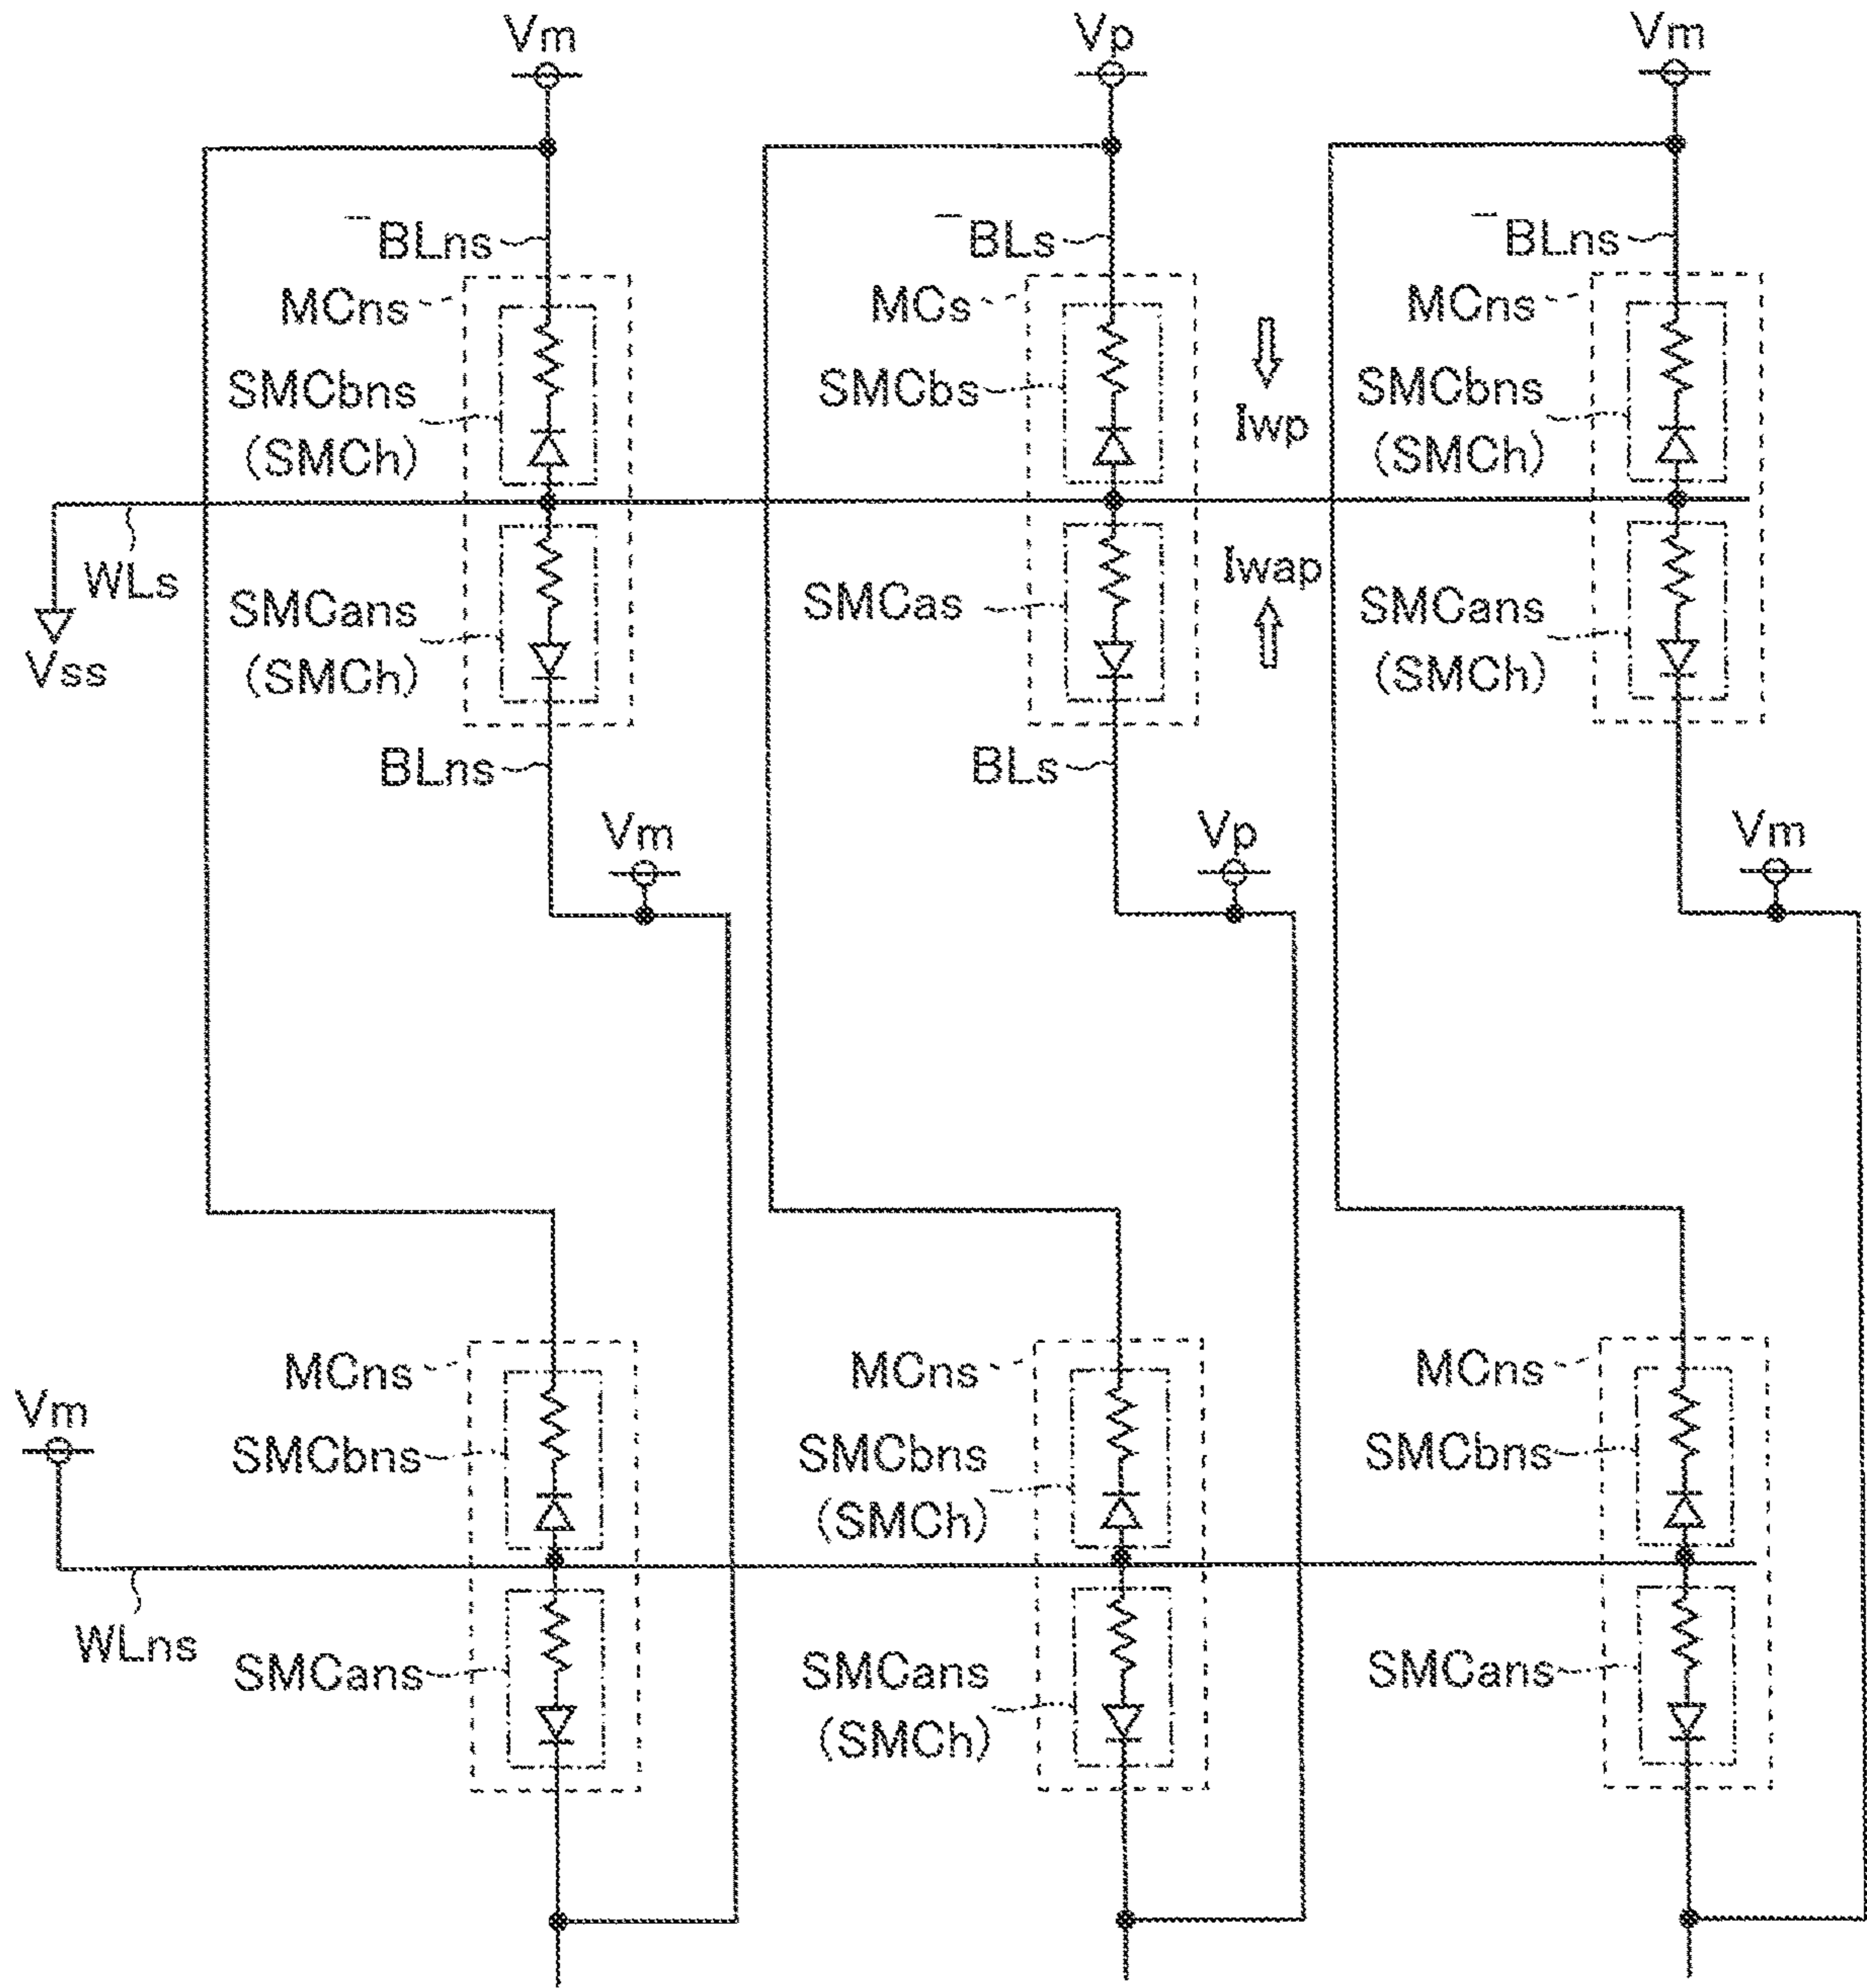 Vm Vp Vm
‾BLns ‾BLs ‾BLns
MCns MCs MCns
SMCbns SMCbs SMCbns
(SMCh) Iwp (SMCh)
WLs Iwap
SMCans SMCas SMCans
Vss (SMCh) (SMCh)
BLns BLs
Vm Vp Vm
MCns MCns MCns
Vm
SMCbns SMCbns SMCbns
(SMCh)
WLns
SMCans SMCans SMCans
(SMCh)